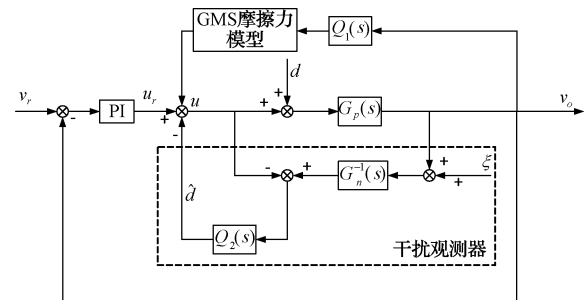 GMS摩擦力
模型
Q₁(s)
d
vᵣ
-
PI
uᵣ
+
-
u
+
+
Gₚ(s)
vₒ
d̂
-
+
Gₙ⁻¹(s)
+
+
ξ
Q₂(s)
干扰观测器